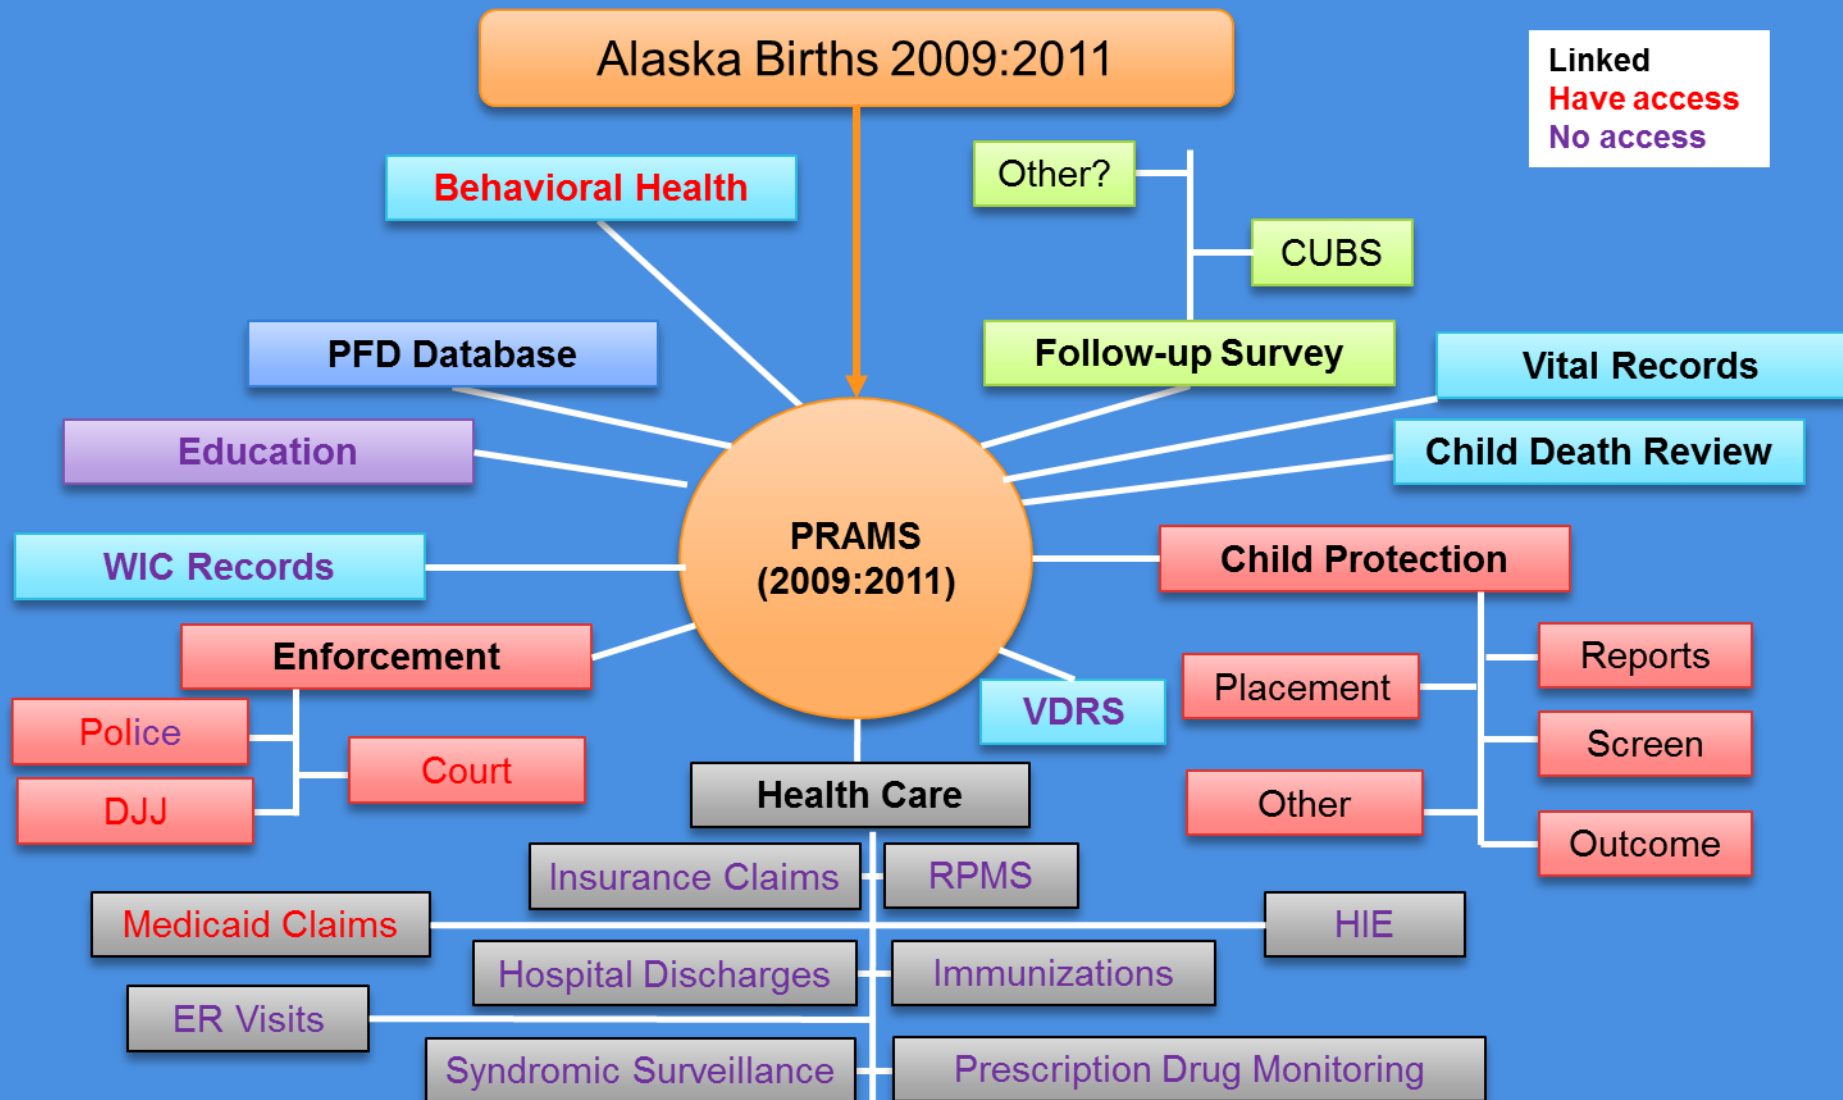 Alaska Births 2009:2011
Linked
Have access
No access
Behavioral Health
Other?
CUBS
PFD Database
Follow-up Survey
Vital Records
Education
Child Death Review
WIC Records
PRAMS
(2009:2011)
Child Protection
Enforcement
Reports
Placement
Police
VDRS
Screen
Court
DJJ
Health Care
Other
Outcome
Insurance Claims
RPMS
Medicaid Claims
HIE
Hospital Discharges
Immunizations
ER Visits
Syndromic Surveillance
Prescription Drug Monitoring